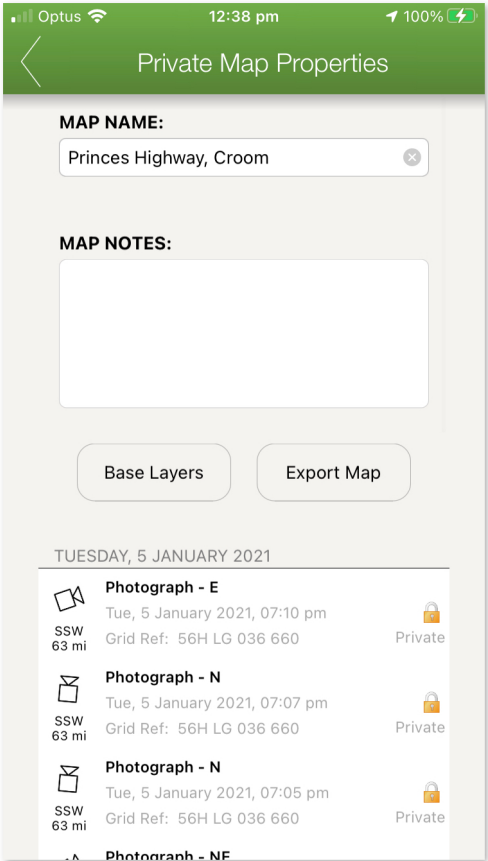 Optus 12:38 pm 100%
Private Map Properties
MAP NAME:
Princes Highway, Croom
MAP NOTES:
Base Layers Export Map
TUESDAY, 5 JANUARY 2021
Photograph - E
Tue, 5 January 2021, 07:10 pm
SSW
63 mi
Grid Ref: 56H LG 036 660
Private
Photograph - N
Tue, 5 January 2021, 07:07 pm
SSW
63 mi
Grid Ref: 56H LG 036 660
Private
Photograph - N
Tue, 5 January 2021, 07:05 pm
SSW
63 mi
Grid Ref: 56H LG 036 660
Private
Photograph - NE